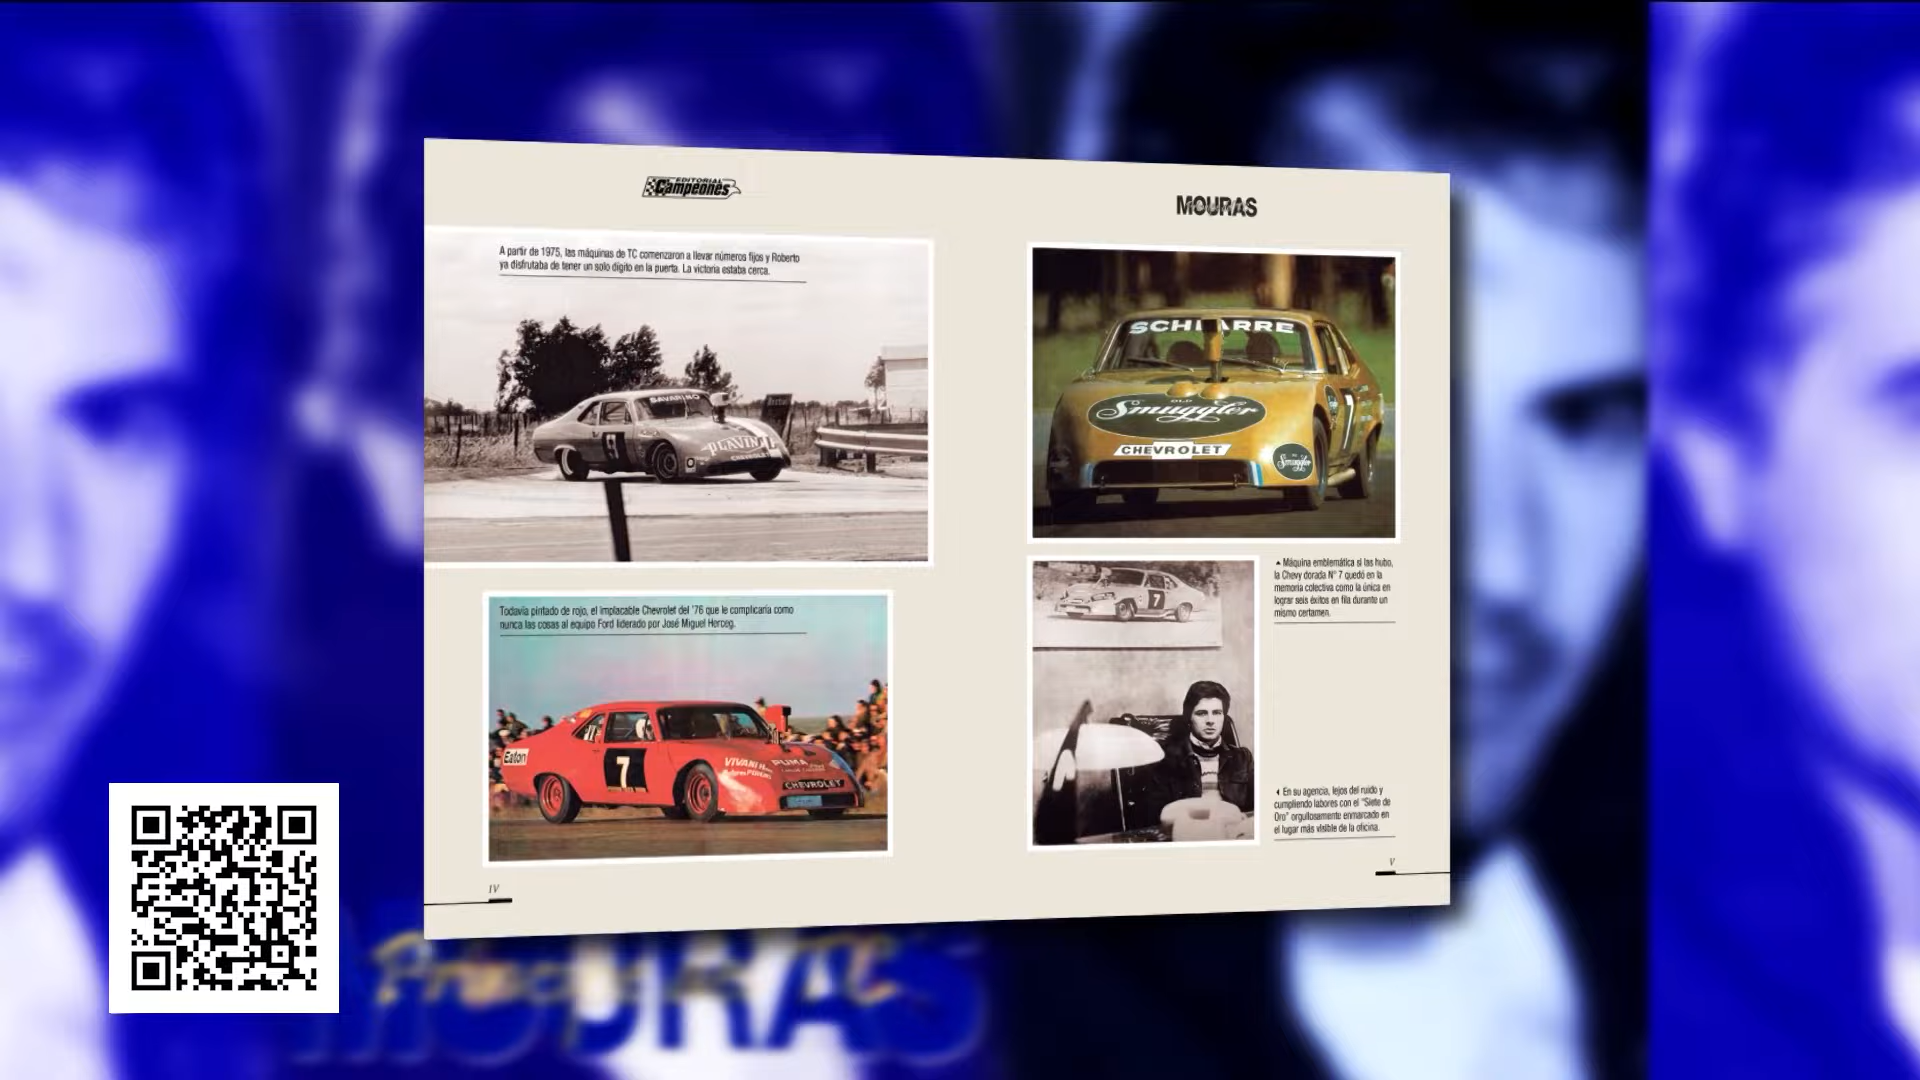 EDITORIAL
Campeones
A partir de 1975, las máquinas de TC comenzaron a llevar números fijos y Roberto
ya disfrutaba de tener un solo dígito en la puerta. La victoria estaba cerca.
SAVARINO
9
CHEVROLET
Todavía pintado de rojo, el implacable Chevrolet del '76 que le complicaría como
nunca las cosas al equipo Ford liderado por José Miguel Herceg.
Eaton
7
VIVANI
PUMA
CHEVROLET
IV
MOURAS
OLD
Smuggler
CHEVROLET
7
Smuggler
7
▲ Máquina emblemática si las hubo,
la Chevy dorada N° 7 quedó en la
memoria colectiva como la única en
lograr seis éxitos en fila durante un
mismo certamen.
◄ En su agencia, lejos del ruido y
cumpliendo labores con el "Siete de
Oro" orgullosamente enmarcado en
el lugar más visible de la oficina.
V
MOURAS